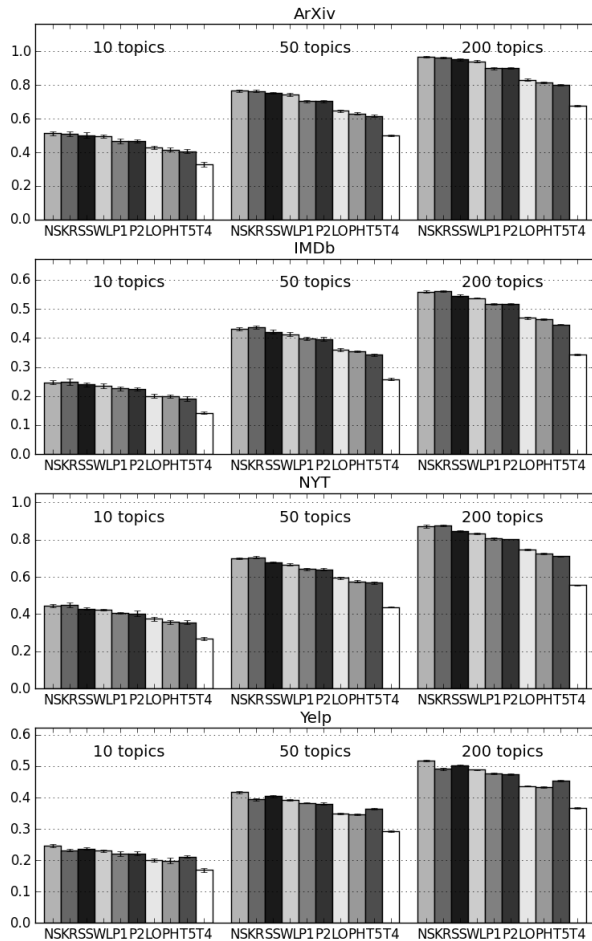 ArXiv
10 topics 50 topics 200 topics
1.0
0.8
0.6
0.4
0.2
0.0
NSKRSSWLP1P2LOPHT5T4 NSKRSSWLP1P2LOPHT5T4 NSKRSSWLP1P2LOPHT5T4
IMDb
10 topics 50 topics 200 topics
0.6
0.5
0.4
0.3
0.2
0.1
0.0
NSKRSSWLP1P2LOPHT5T4 NSKRSSWLP1P2LOPHT5T4 NSKRSSWLP1P2LOPHT5T4
NYT
10 topics 50 topics 200 topics
1.0
0.8
0.6
0.4
0.2
0.0
NSKRSSWLP1P2LOPHT5T4 NSKRSSWLP1P2LOPHT5T4 NSKRSSWLP1P2LOPHT5T4
Yelp
10 topics 50 topics 200 topics
0.6
0.5
0.4
0.3
0.2
0.1
0.0
NSKRSSWLP1P2LOPHT5T4 NSKRSSWLP1P2LOPHT5T4 NSKRSSWLP1P2LOPHT5T4